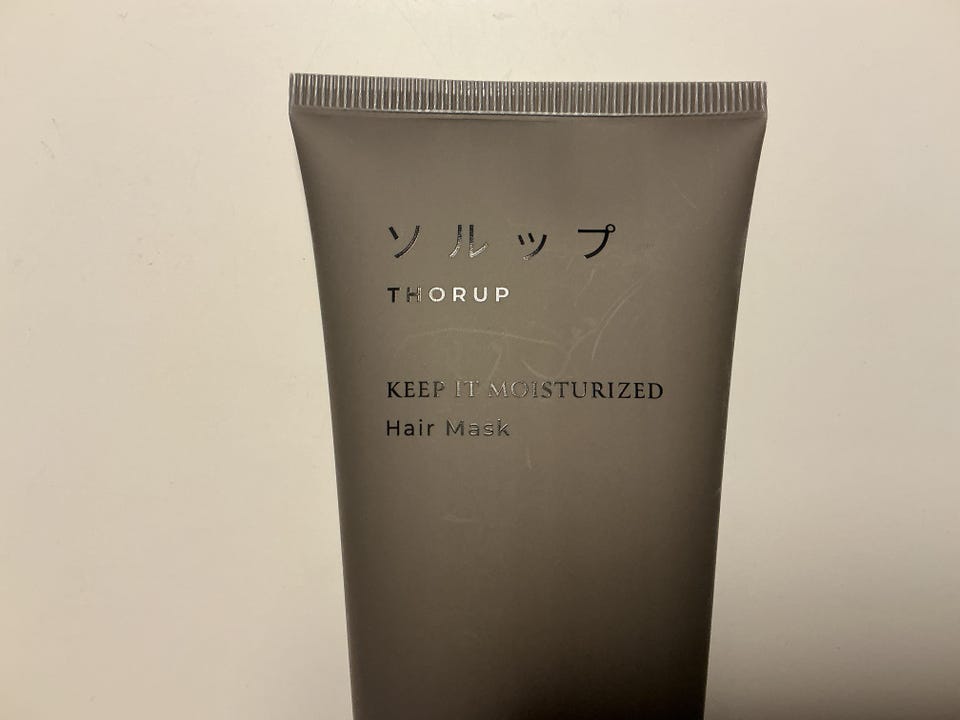 ソルップ
THORUP
KEEP IT MOISTURIZED
Hair Mask